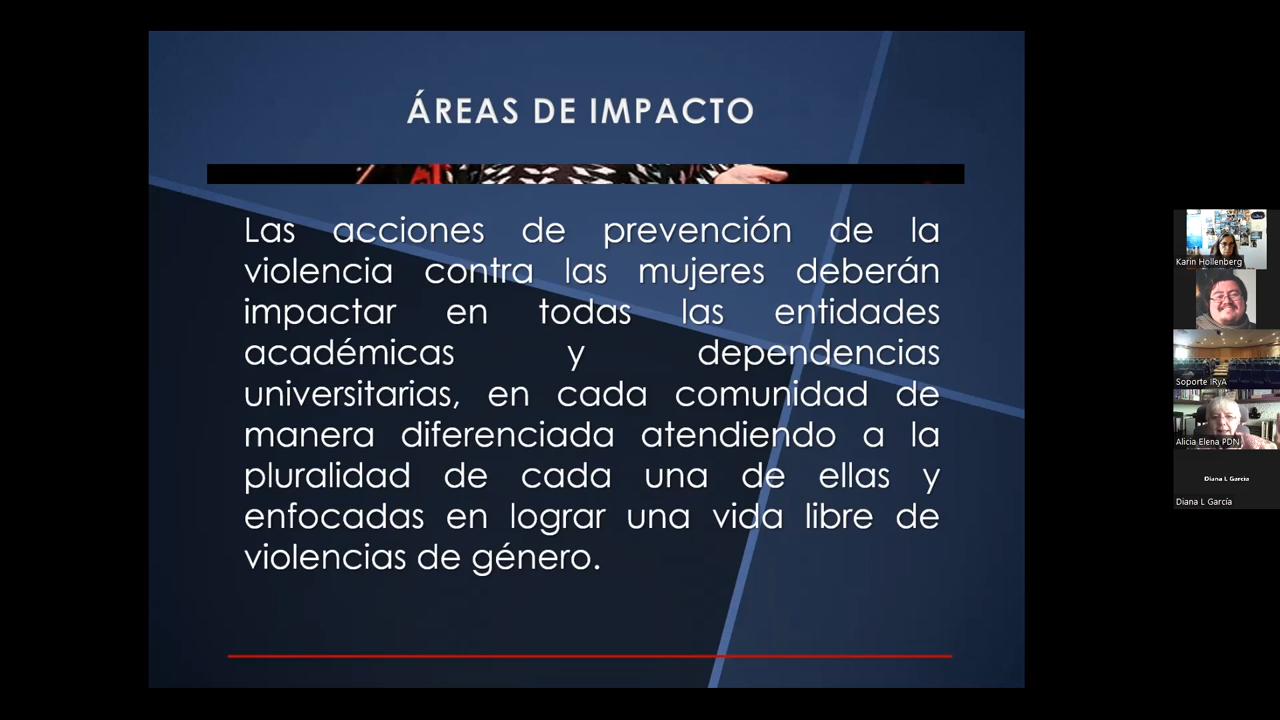 ÁREAS DE IMPACTO
Las acciones de prevención de la
violencia contra las mujeres deberán
impactar en todas las entidades
académicas y dependencias
universitarias, en cada comunidad de
manera diferenciada atendiendo a la
pluralidad de cada una de ellas y
enfocadas en lograr una vida libre de
violencias de género.
Karin Hollenberg
Soporte IRyA
Alicia Elena PDN
Diana L García
Diana L García